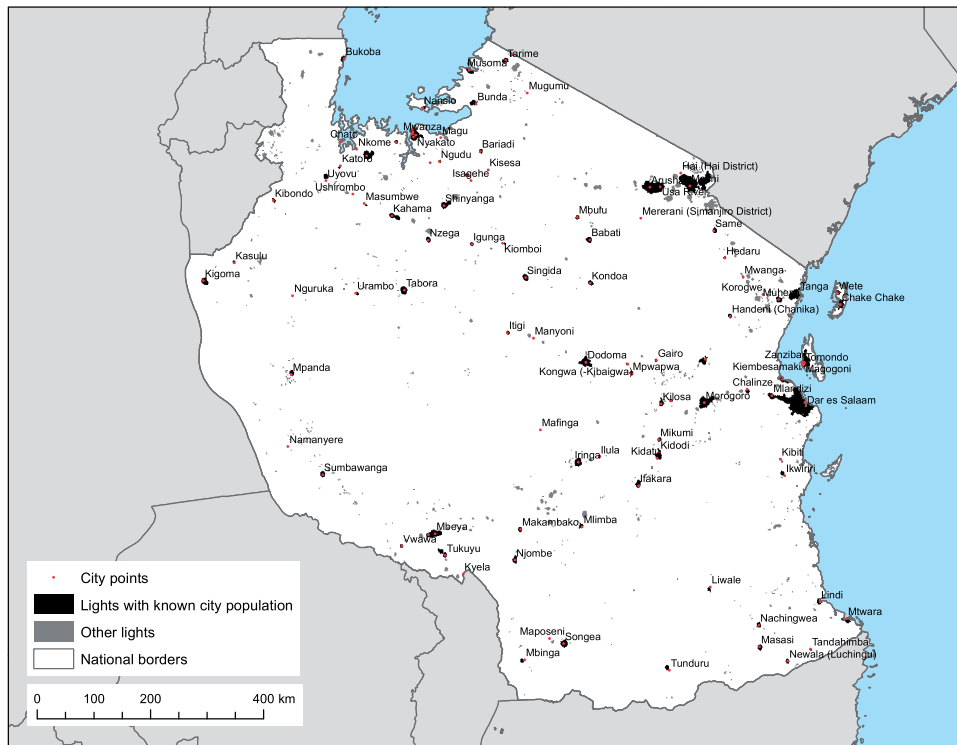 Bukoba
Tarime
Musoma
Mugumu
Nansio
Bunda
Mwanza
Magu
Chato
Nkome
Nyakato
Bariadi
Katoro
Ngudu
Hai (Hai District)
Kisesa
Uyovu
Isagehe
Arusha
Moshi
Ushirombo
Usa River
Kibondo
Masumbwe
Shinyanga
Kahama
Mbufu
Mererani (Simanjiro District)
Same
Nzega
Igunga
Kiomboi
Babati
Hedaru
Kasulu
Kigoma
Singida
Kondoa
Mwanga
Korogwe
Muheza
Tanga
Wete
Chake Chake
Nguruka
Urambo
Tabora
Handeni (Chanika)
Itigi
Manyoni
Dodoma
Gairo
Zanzibar
Tomondo
Kiembesamaki
Magogoni
Mpanda
Kongwa (-Kibaigwa)
Mpwapwa
Chalinze
Mlandizi
Kilosa
Morogoro
Dar es Salaam
Mafinga
Namanyere
Mikumi
Ilula
Kidatu
Kidodi
Kibiti
Iringa
Sumbawanga
Ikwiriri
Ifakara
Mbeya
Makambako
Mlimba
Vwawa
Tukuyu
Njombe
Kyela
Liwale
Lindi
Mtwara
Nachingwea
Maposeni
Songea
Masasi
Tandahimba
Mbinga
Newala (Luchingu)
Tunduru
City points
Lights with known city population
Other lights
National borders
0 100 200 400 km